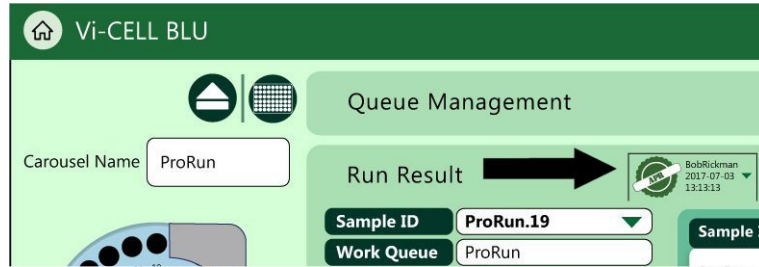 Vi-CELL BLU
Queue Management
Carousel Name
ProRun
Run Result
APR
BobRickman
2017-07-03
13:13:13
Sample ID
ProRun.19
Work Queue
ProRun
Sample